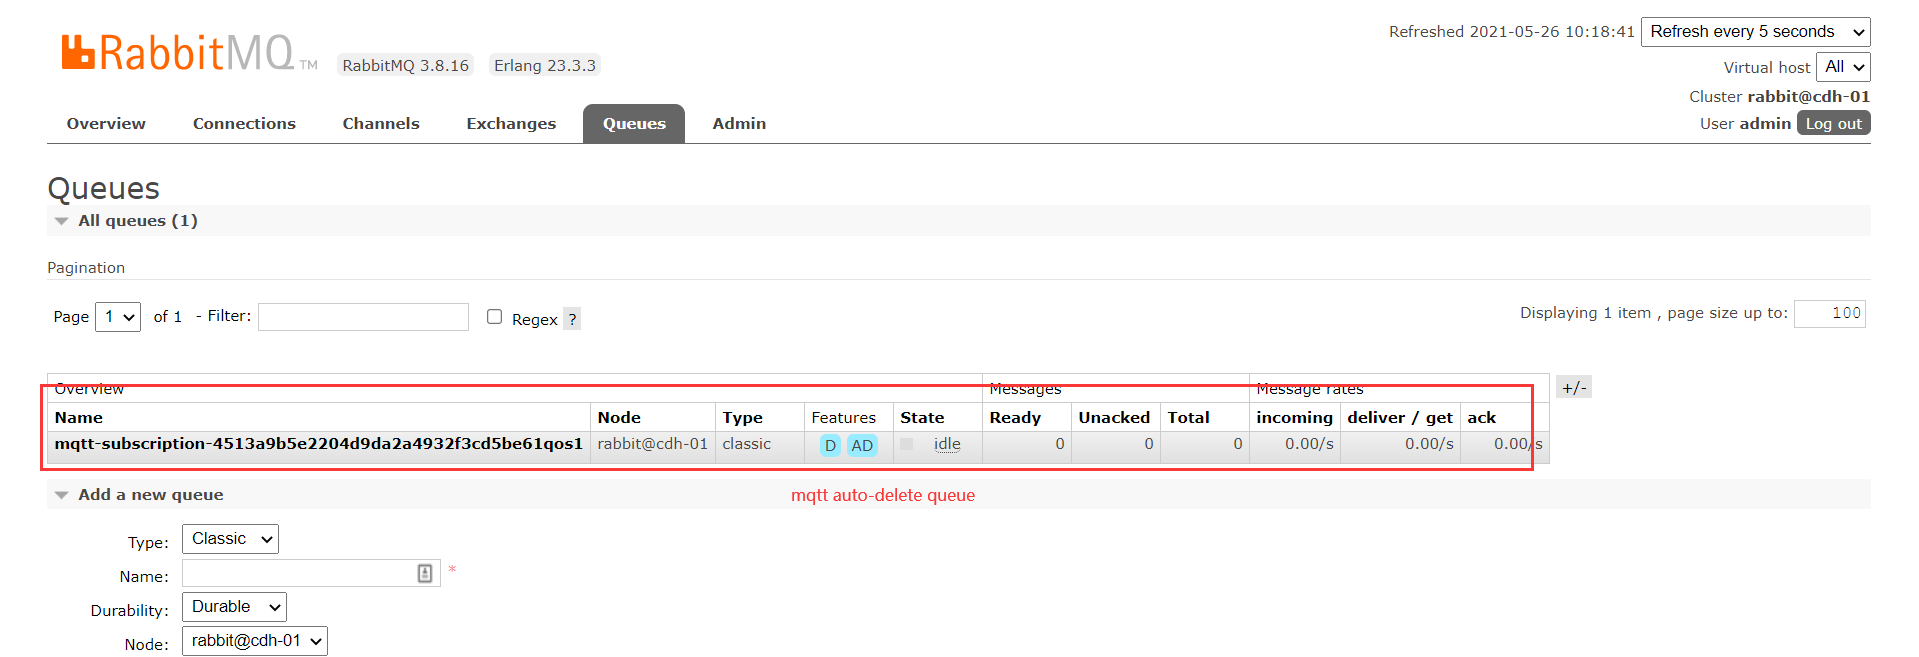 Refreshed 2021-05-26 10:18:41 Refresh every 5 seconds
RabbitMQ TM RabbitMQ 3.8.16 Erlang 23.3.3
Virtual host All
Cluster rabbit@cdh-01
User admin Log out
Overview Connections Channels Exchanges Queues Admin
Queues
All queues (1)
Pagination
Page 1 of 1 - Filter: Regex ? Displaying 1 item , page size up to: 100
Overview Messages Message rates +/-
Name Node Type Features State Ready Unacked Total incoming deliver / get ack
mqtt-subscription-4513a9b5e2204d9da2a4932f3cd5be61qos1 rabbit@cdh-01 classic D AD idle 0 0 0 0.00/s 0.00/s 0.00/s
Add a new queue
mqtt auto-delete queue
Type: Classic
Name: *
Durability: Durable
Node: rabbit@cdh-01